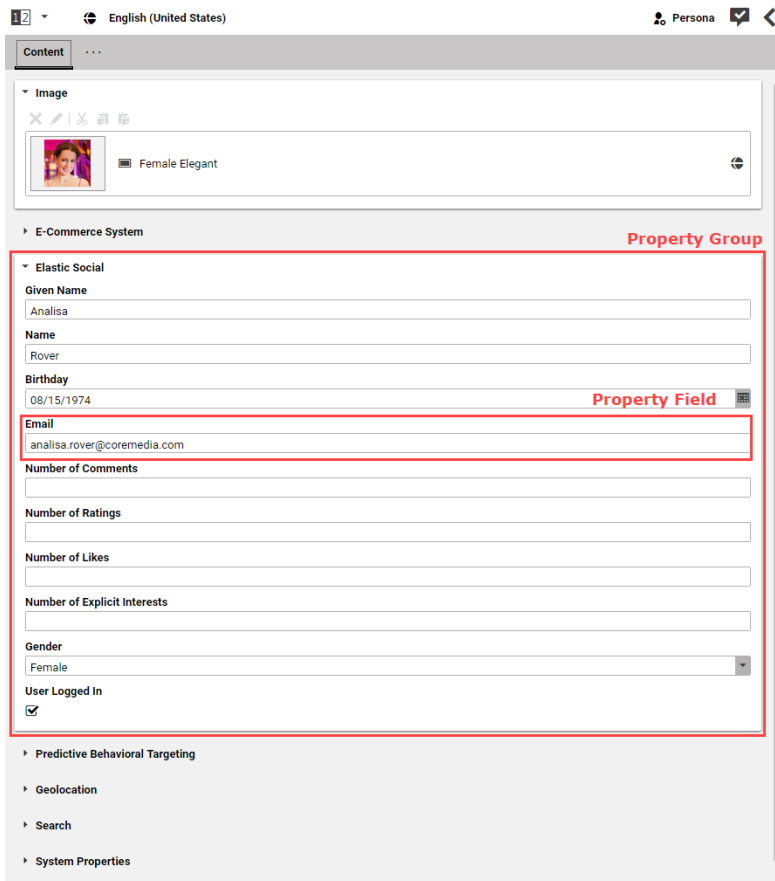 12
English (United States)
Persona
Content
...
Image
Female Elegant
E-Commerce System
Property Group
Elastic Social
Given Name
Analisa
Name
Rover
Birthday
08/15/1974
Property Field
Email
analisa.rover@coremedia.com
Number of Comments
Number of Ratings
Number of Likes
Number of Explicit Interests
Gender
Female
User Logged In
Predictive Behavioral Targeting
Geolocation
Search
System Properties